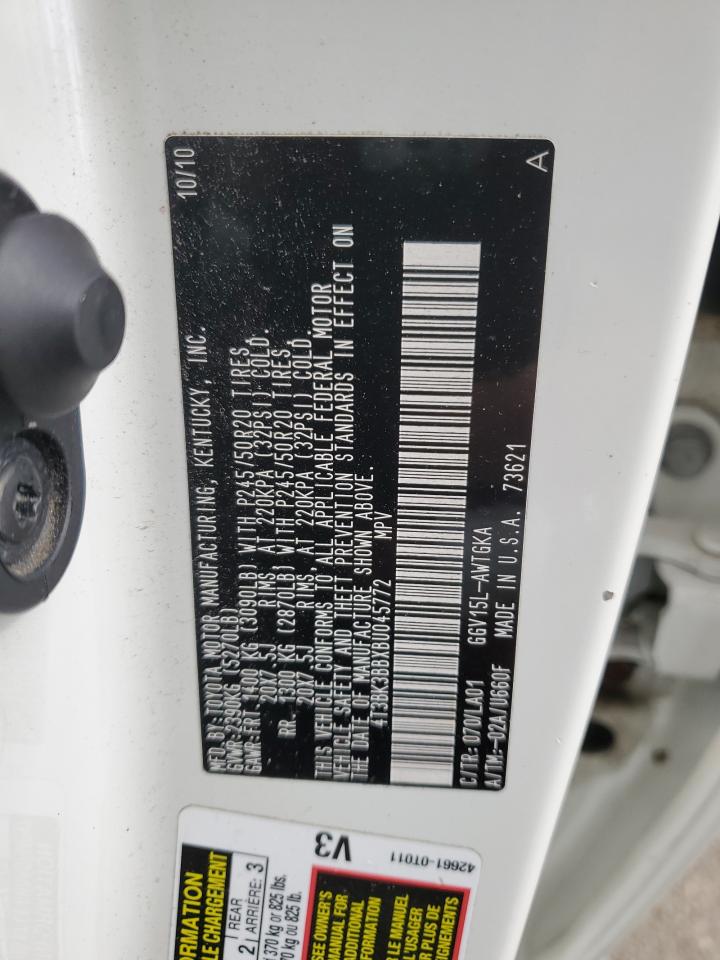 MFD. BY: TOYOTA MOTOR MANUFACTURING, KENTUCKY, INC. 10/10
GVWR: 2390KG (5270LB)
GAWR: FRT. 1400 KG (3090LB) WITH P245/50R20 TIRES,
20X7.5J RIMS AT 220KPA (32PSI) COLD.
RR. 1300 KG (2870LB) WITH P245/50R20 TIRES,
20X7.5J RIMS AT 220KPA (32PSI) COLD.
THIS VEHICLE CONFORMS TO ALL APPLICABLE FEDERAL MOTOR
VEHICLE SAFETY AND THEFT PREVENTION STANDARDS IN EFFECT ON
THE DATE OF MANUFACTURE SHOWN ABOVE.
4T3BK3BBXBU045772 MPV
C/TR: 070/LA01 GGV15L-AWTGKA
A/TM-02A/U660F MADE IN U.S.A. 73621 A
V3
42661-0T011
REAR
2 ARRIÈRE: 3
370 kg or 825 lbs.
kg ou 825 lb.
SEE OWNER'S
MANUAL FOR
ADDITIONAL
LE MANUEL
L'USAGER
PLUS DE